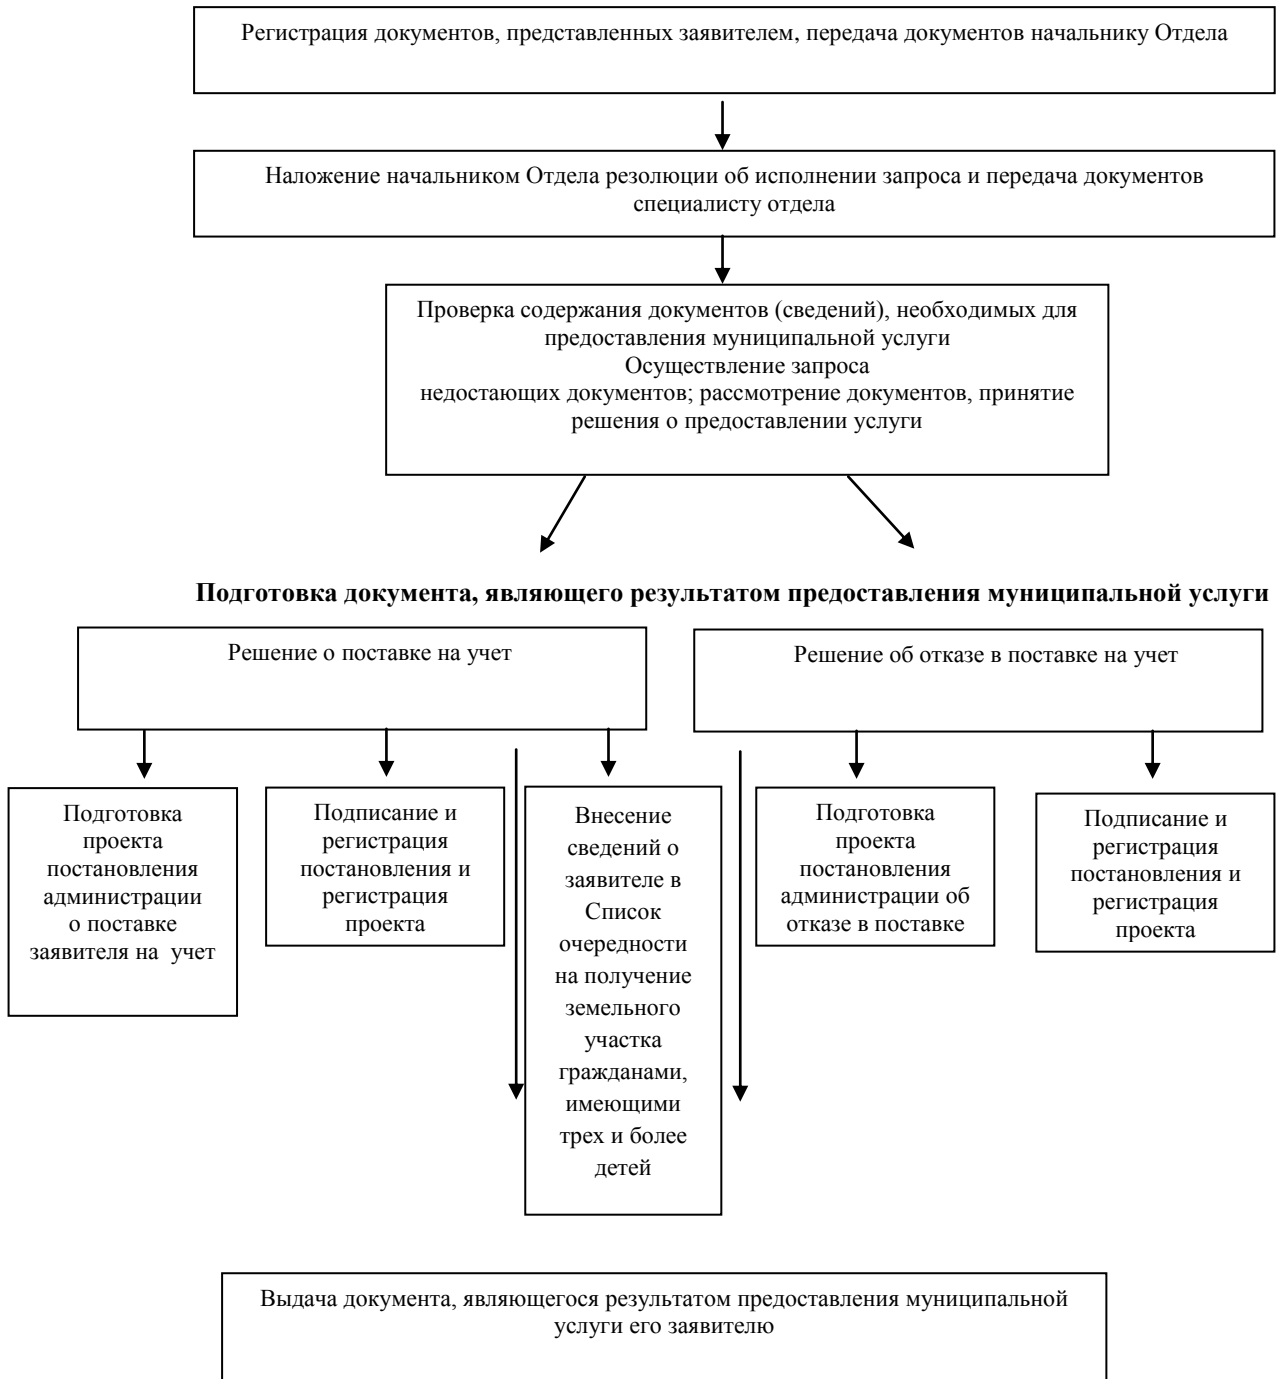 Регистрация документов, представленных заявителем, передача документов начальнику Отдела
Наложение начальником Отдела резолюции об исполнении запроса и передача документов
специалисту отдела
Проверка содержания документов (сведений), необходимых для
предоставления муниципальной услуги
Осуществление запроса
недостающих документов; рассмотрение документов, принятие
решения о предоставлении услуги
Подготовка документа, являющего результатом предоставления муниципальной услуги
Решение о поставке на учет
Решение об отказе в поставке на учет
Подготовка
проекта
постановления
администрации
о поставке
заявителя на учет
Подписание и
регистрация
постановления и
регистрация
проекта
Внесение
сведений о
заявителе в
Список
очередности
на получение
земельного
участка
гражданами,
имеющими
трех и более
детей
Подготовка
проекта
постановления
администрации об
отказе в поставке
Подписание и
регистрация
постановления и
регистрация
проекта
Выдача документа, являющегося результатом предоставления муниципальной
услуги его заявителю